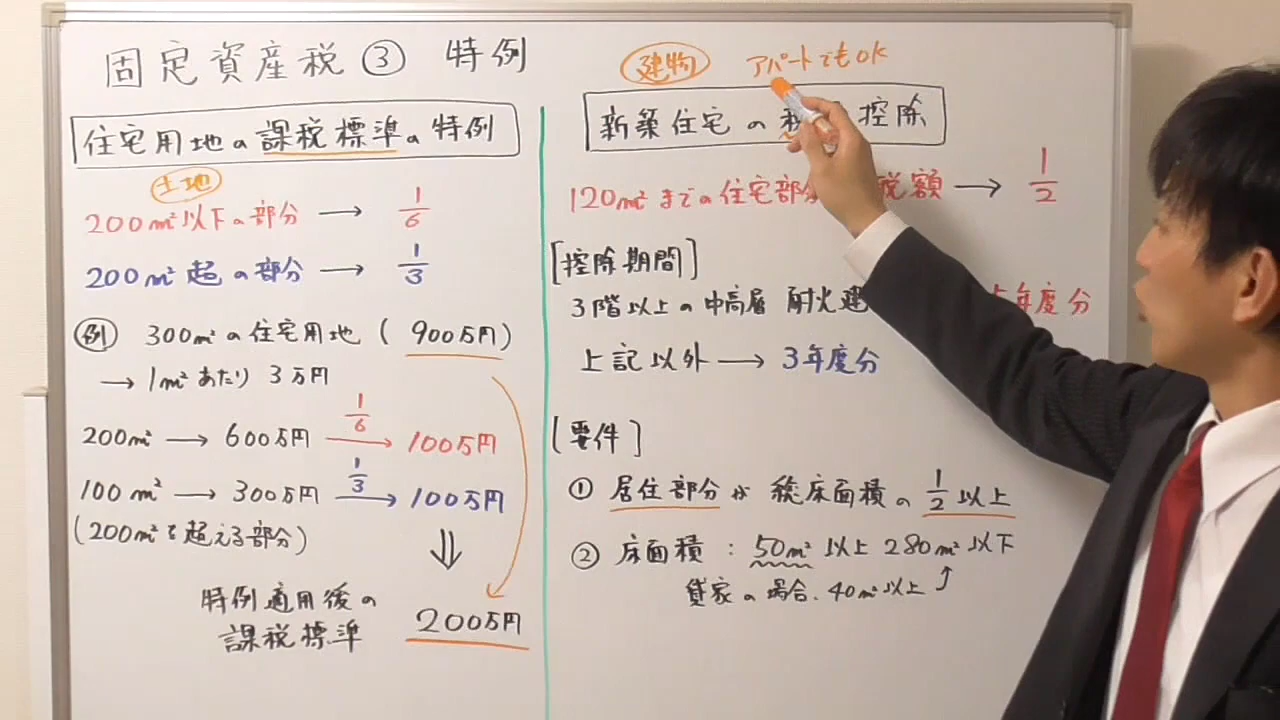 固定資産税③ 特例
住宅用地の課税標準の特例
土地
200m²以下の部分 → 1/6
200m²超の部分 → 1/3
例 300m²の住宅用地(900万円)
→ 1m²あたり 3万円
200m² → 600万円 1/6 → 100万円
100m² → 300万円 1/3 → 100万円
(200m²を超える部分)
⇓
特例適用後の
課税標準 200万円
建物 アパートでもOK
新築住宅の 控除
120m²までの住宅部分 税額 → 1/2
[控除期間]
3階以上の中高層 耐火建 年度分
上記以外 → 3年度分
[要件]
① 居住部分が 総床面積の 1/2 以上
② 床面積:50m²以上 280m²以下
貸家の場合、40m²以上